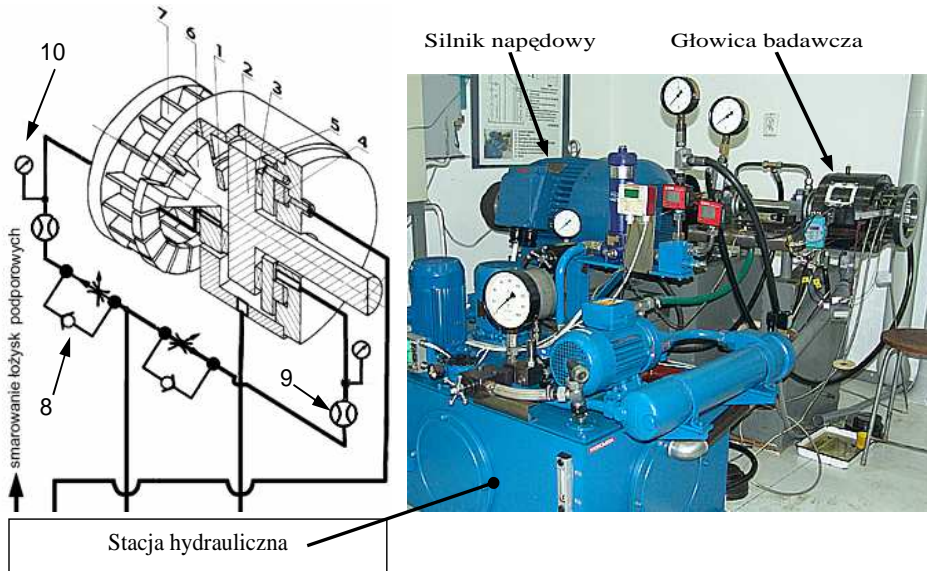 7
6
1
2
3
5
4
10
8
9
smarowanie łożysk podporowych
Silnik napędowy
Głowica badawcza
Stacja hydrauliczna